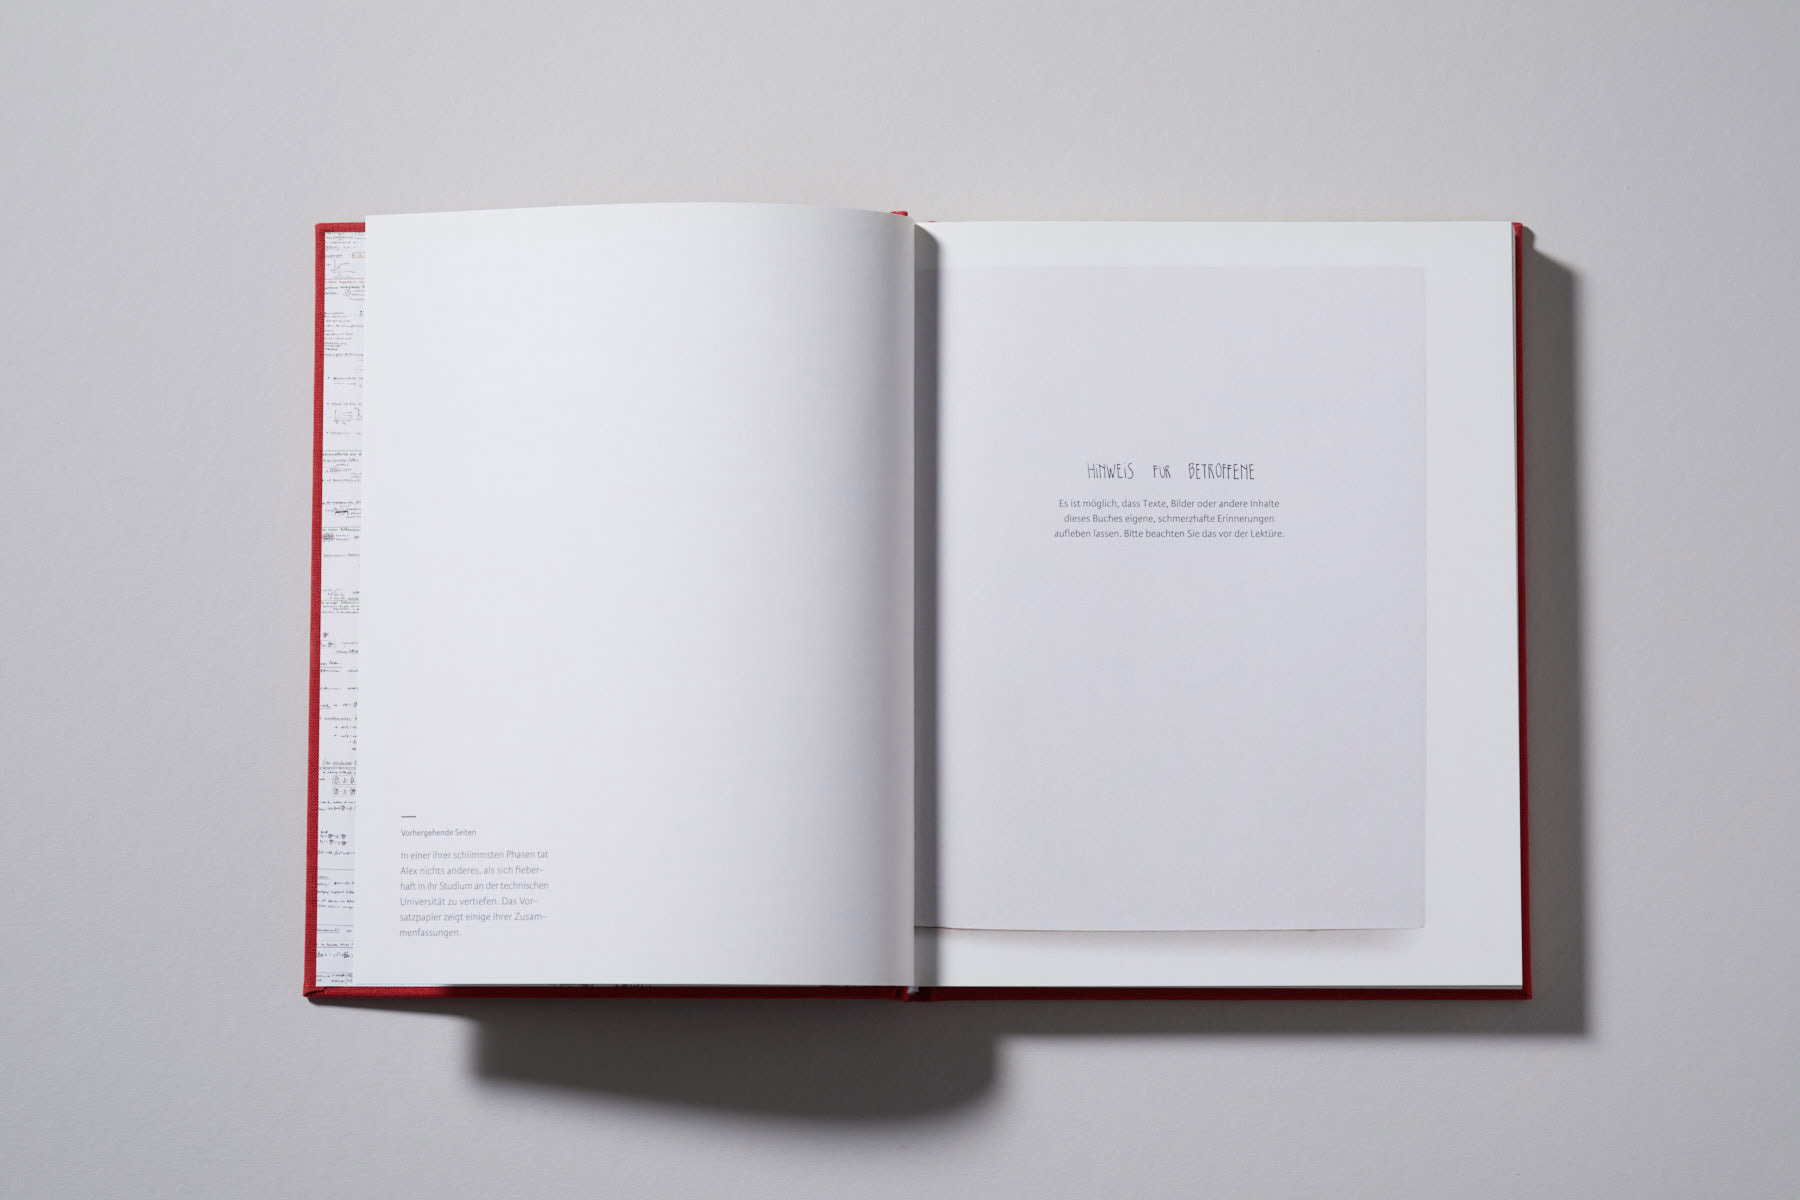 Vorhergehende Seiten
In einer ihrer schlimmsten Phasen tat
Alex nichts anderes, als sich fieber-
haft in ihr Studium an der technischen
Universität zu vertiefen. Das Vor-
satzpapier zeigt einige ihrer Zusam-
menfassungen.
HiNWEiS FÜR BETROFFENE
Es ist möglich, dass Texte, Bilder oder andere Inhalte
dieses Buches eigene, schmerzhafte Erinnerungen
aufleben lassen. Bitte beachten Sie das vor der Lektüre.